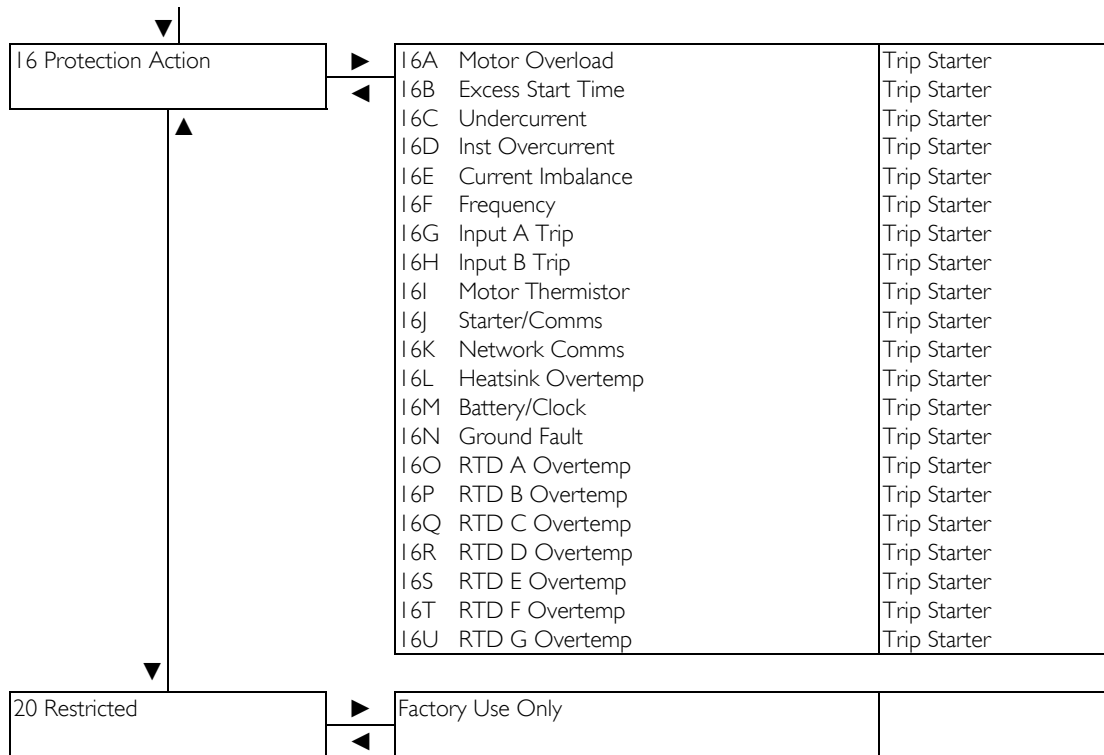 16 Protection Action
16A Motor Overload Trip Starter
16B Excess Start Time Trip Starter
16C Undercurrent Trip Starter
16D Inst Overcurrent Trip Starter
16E Current Imbalance Trip Starter
16F Frequency Trip Starter
16G Input A Trip Trip Starter
16H Input B Trip Trip Starter
16I Motor Thermistor Trip Starter
16J Starter/Comms Trip Starter
16K Network Comms Trip Starter
16L Heatsink Overtemp Trip Starter
16M Battery/Clock Trip Starter
16N Ground Fault Trip Starter
16O RTD A Overtemp Trip Starter
16P RTD B Overtemp Trip Starter
16Q RTD C Overtemp Trip Starter
16R RTD D Overtemp Trip Starter
16S RTD E Overtemp Trip Starter
16T RTD F Overtemp Trip Starter
16U RTD G Overtemp Trip Starter
20 Restricted
Factory Use Only